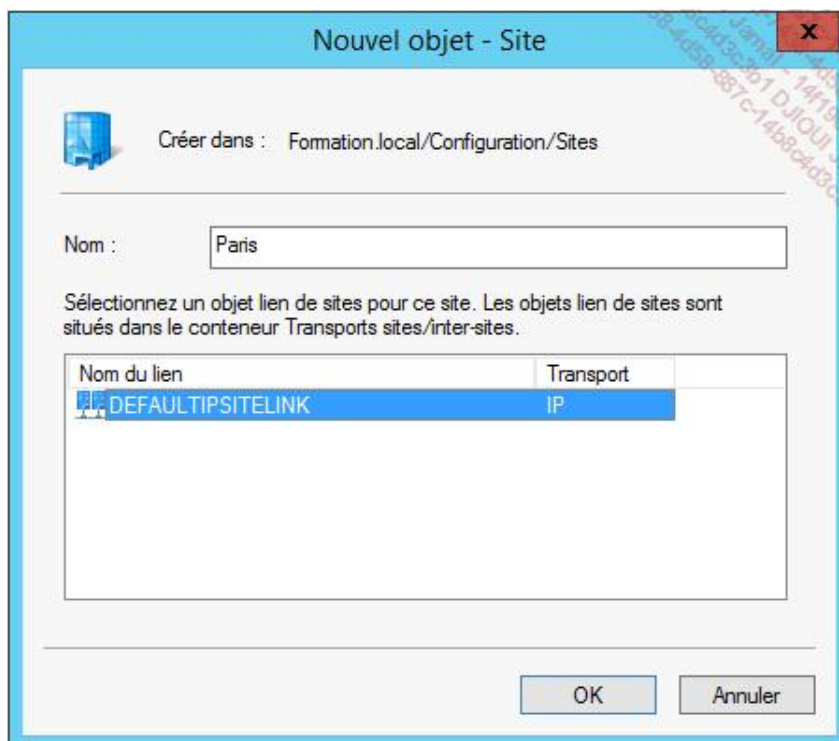 Nouvel objet - Site
x
Créer dans : Formation.local/Configuration/Sites
Nom : Paris
Sélectionnez un objet lien de sites pour ce site. Les objets lien de sites sont
situés dans le conteneur Transports sites/inter-sites.
Nom du lien Transport
DEFAULTIPSITELINK IP
OK Annuler